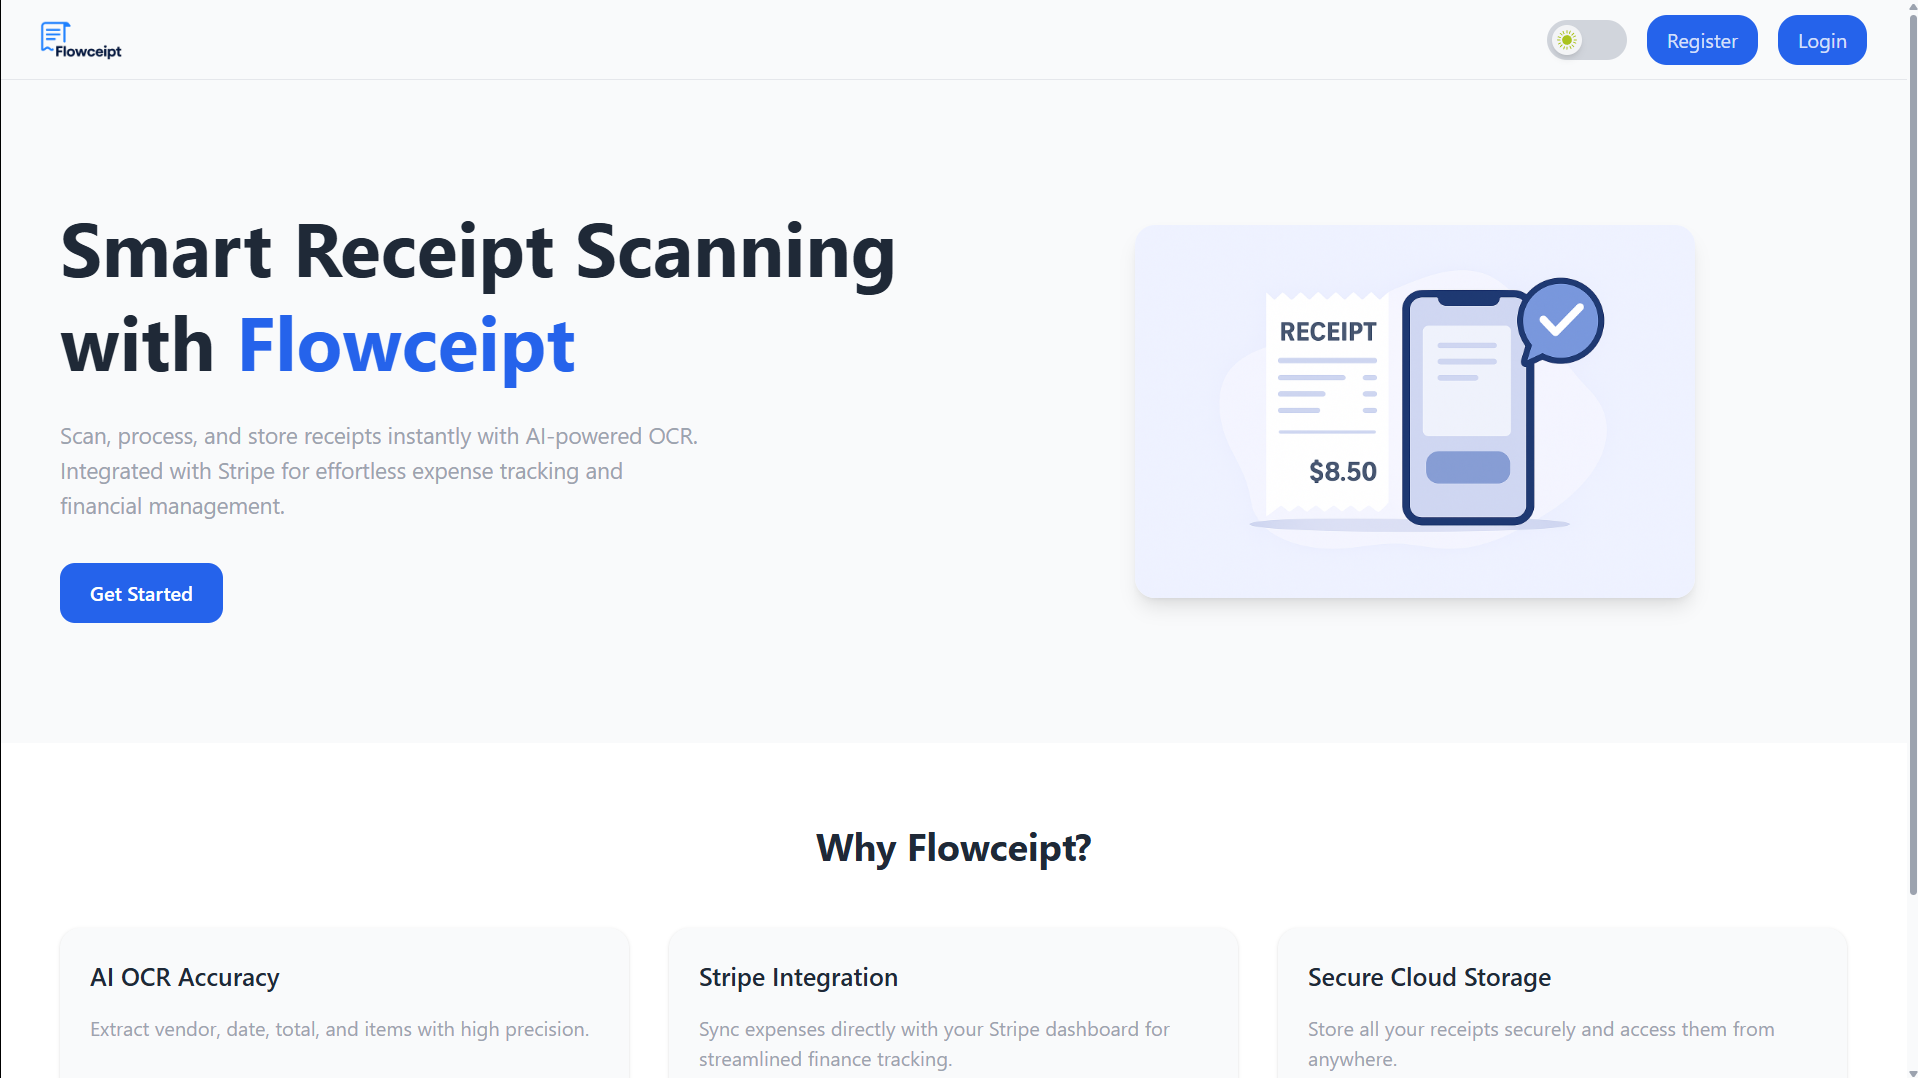 Flowceipt
Register
Login
Smart Receipt Scanning
with Flowceipt
Scan, process, and store receipts instantly with AI-powered OCR.
Integrated with Stripe for effortless expense tracking and
financial management.
Get Started
RECEIPT
$8.50
Why Flowceipt?
AI OCR Accuracy
Extract vendor, date, total, and items with high precision.
Stripe Integration
Sync expenses directly with your Stripe dashboard for
streamlined finance tracking.
Secure Cloud Storage
Store all your receipts securely and access them from
anywhere.